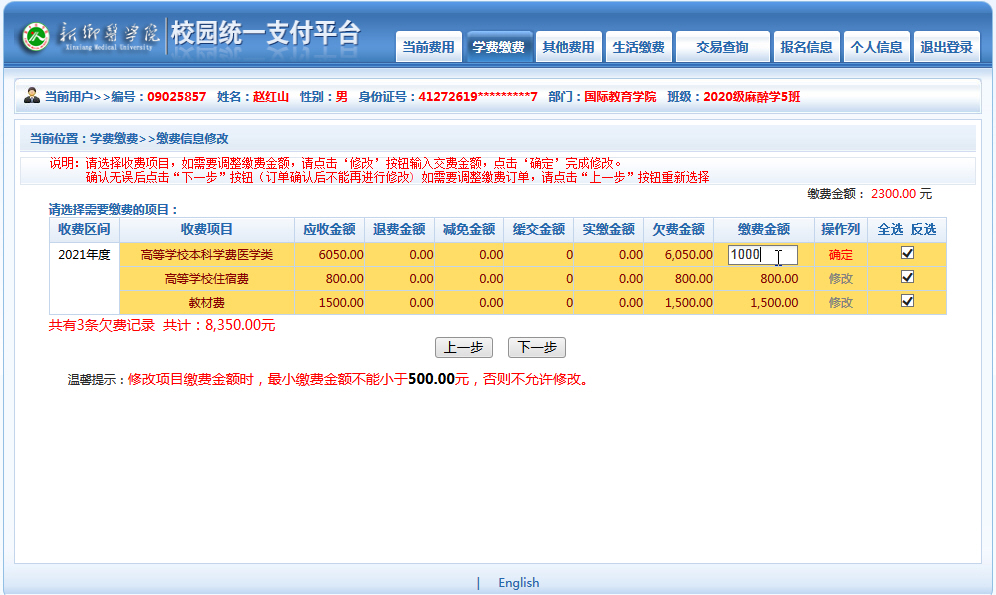 新乡医学院 校园统一支付平台
Xinxiang Medical University
当前费用 学费缴费 其他费用 生活缴费 交易查询 报名信息 个人信息 退出登录
当前用户>>编号：09025857 姓名：赵红山 性别：男 身份证号：41272619*********7 部门：国际教育学院 班级：2020级麻醉学5班
当前位置：学费缴费>>缴费信息修改
说明：请选择收费项目，如需要调整缴费金额，请点击‘修改’按钮输入交费金额，点击‘确定’完成修改。
确认无误后点击“下一步”按钮（订单确认后不能再进行修改）如需要调整缴费订单，请点击“上一步”按钮重新选择
缴费金额： 2300.00 元
请选择需要缴费的项目：
收费区间 收费项目 应收金额 退费金额 减免金额 缓交金额 实缴金额 欠费金额 缴费金额 操作列 全选 反选
2021年度 高等学校本科学费医学类 6050.00 0.00 0.00 0 0.00 6,050.00 1000 确定
高等学校住宿费 800.00 0.00 0.00 0 0.00 800.00 800.00 修改
教材费 1500.00 0.00 0.00 0 0.00 1,500.00 1,500.00 修改
共有3条欠费记录 共计：8,350.00元
上一步 下一步
温馨提示：修改项目缴费金额时，最小缴费金额不能小于500.00元，否则不允许修改。
| English